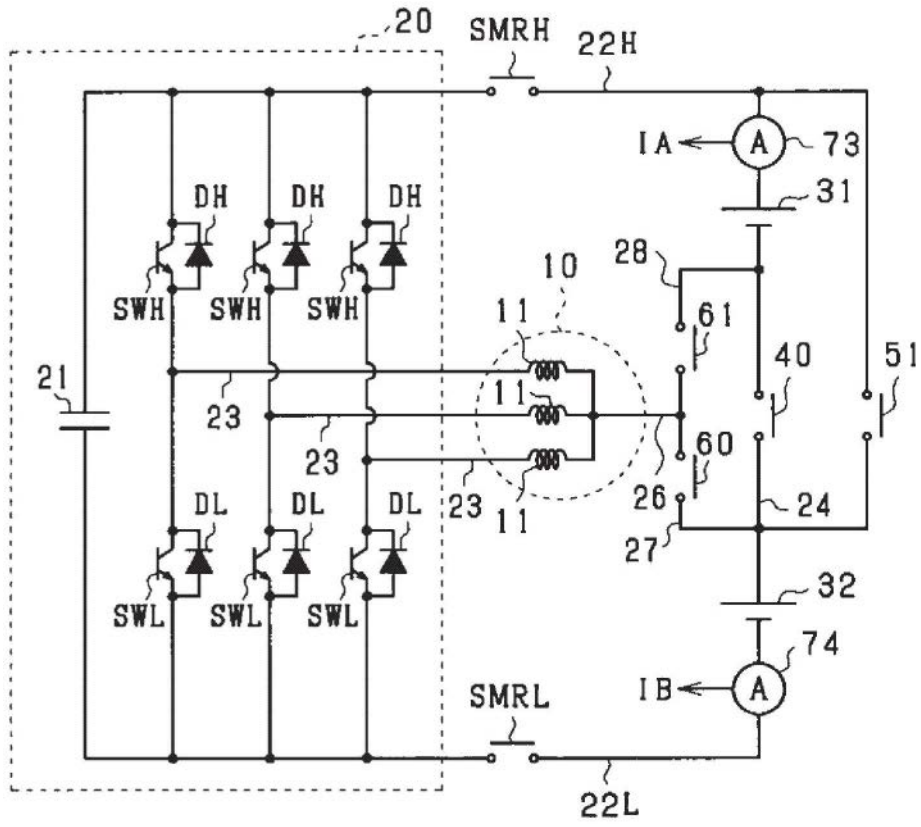 20
SMRH
22H
IA
A
73
31
DH
DH
DH
28
10
SWH
SWH
SWH
11
61
21
11
40
51
23
23
60
23
11
26
24
27
DL
DL
DL
32
SWL
SWL
SWL
74
SMRL
IB
A
22L